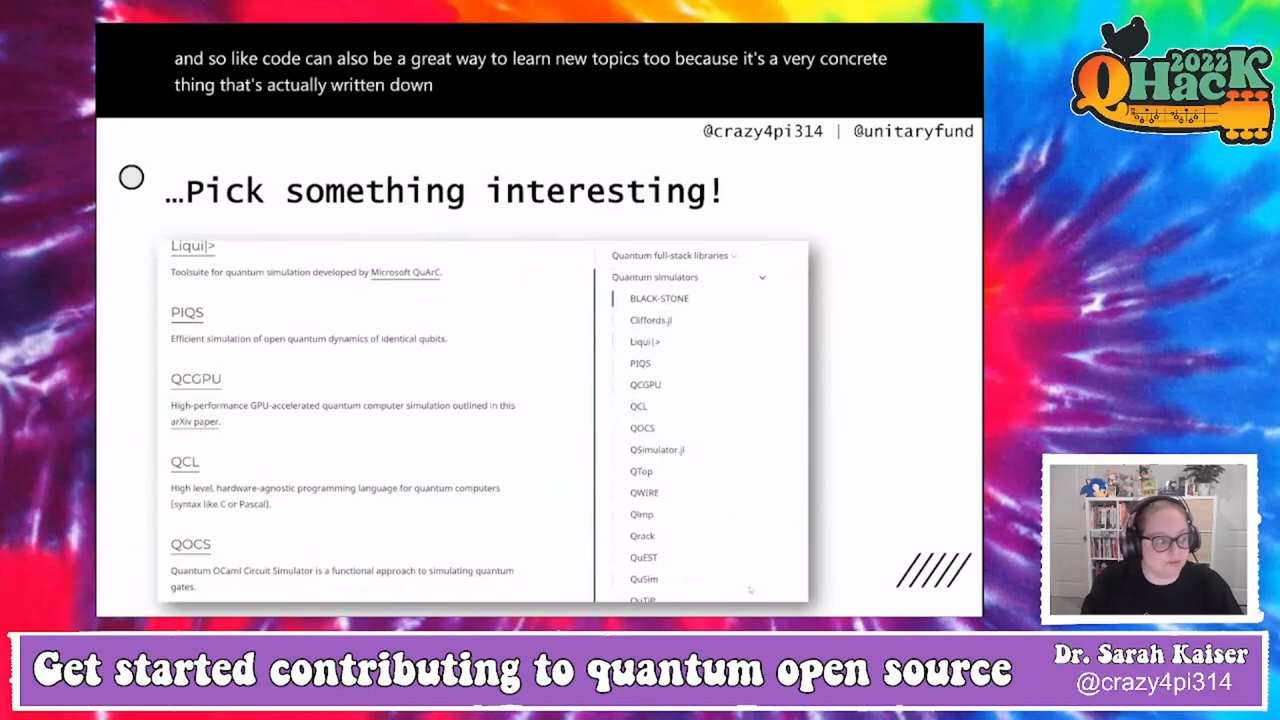 and so like code can also be a great way to learn new topics too because it's a very concrete
thing that's actually written down
2022
QHack
@crazy4pi314 | @unitaryfund
…Pick something interesting!
Liqui|>
Toolsuite for quantum simulation developed by Microsoft QuArC.
PIQS
Efficient simulation of open quantum dynamics of identical qubits.
QCGPU
High-performance GPU-accelerated quantum computer simulation outlined in this
arXiv paper.
QCL
High level, hardware-agnostic programming language for quantum computers
(syntax like C or Pascal).
QOCS
Quantum OCaml Circuit Simulator is a functional approach to simulating quantum
gates.
Quantum full-stack libraries
Quantum simulators
BLACK-STONE
Cliffords.jl
Liqui|>
PIQS
QCGPU
QCL
QOCS
QSimulator.jl
QTop
QWIRE
QImp
Qrack
QuEST
QuSim
QuTiP
Get started contributing to quantum open source
Dr. Sarah Kaiser
@crazy4pi314